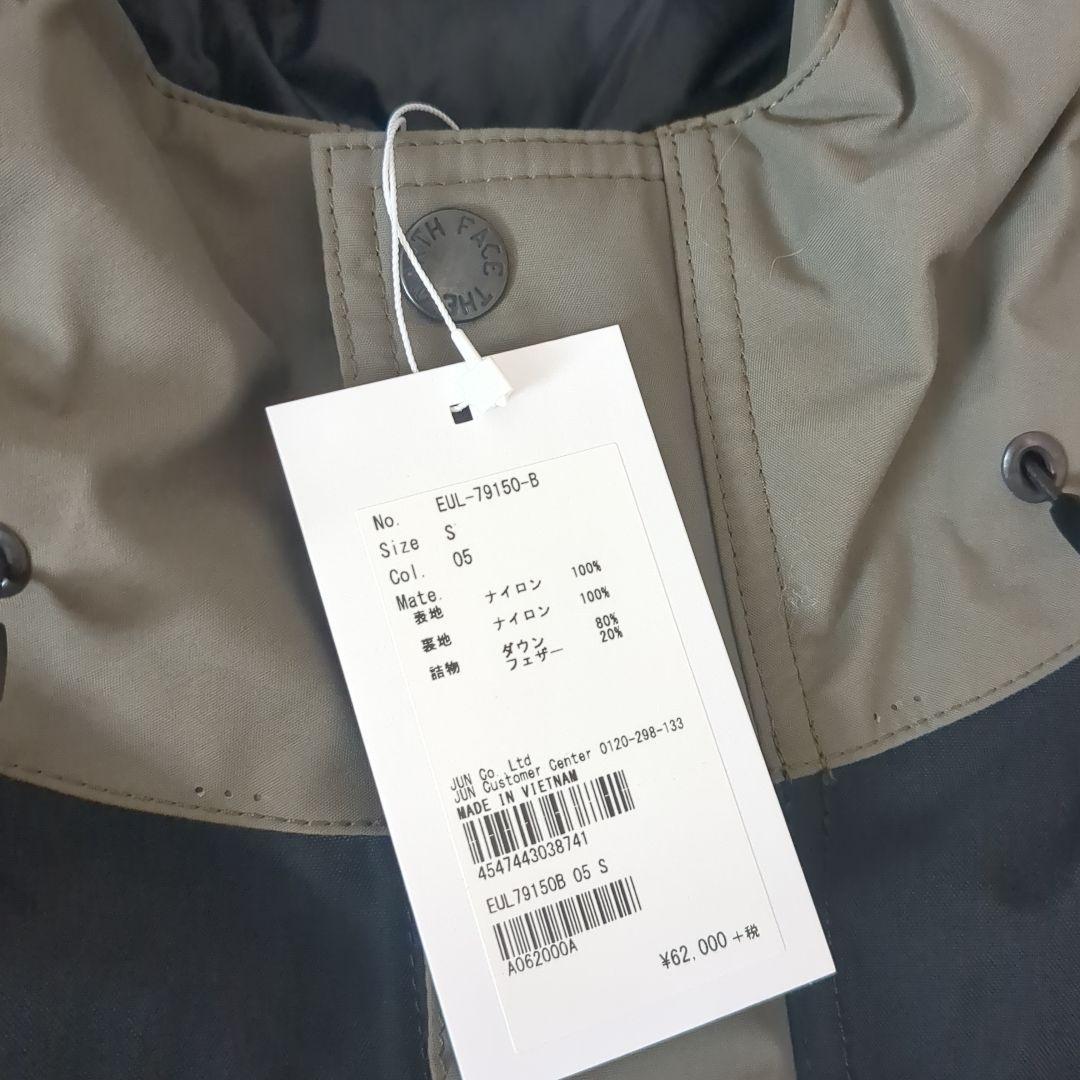 TH FACE THE
No. EUL-79150-B
Size S
Col. 05
Mate.
表地 ナイロン 100%
裏地 ナイロン 100%
詰物 ダウン 80%
フェザー 20%
JUN Co. Ltd
JUN Customer Center 0120-298-133
MADE IN VIETNAM
4547443038741
EUL79150B 05 S
A062000A
¥62,000+税